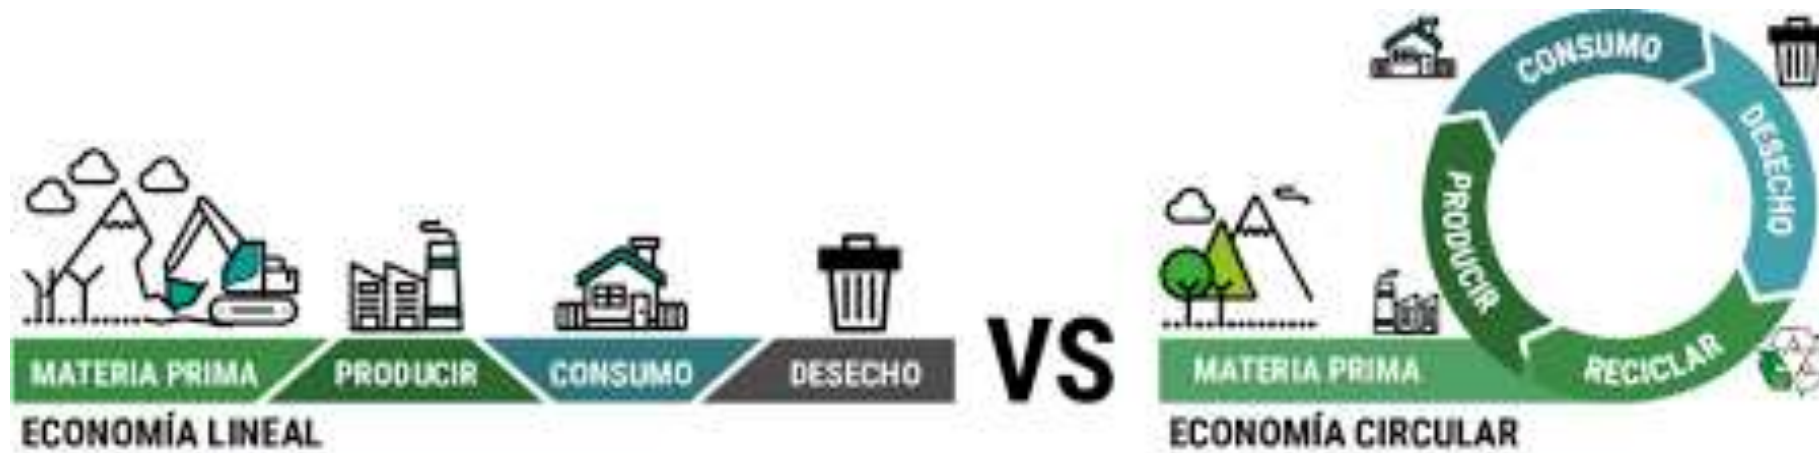 MATERIA PRIMA
PRODUCIR
CONSUMO
DESECHO
ECONOMÍA LINEAL
VS
MATERIA PRIMA
PRODUCIR
CONSUMO
DESECHO
RECICLAR
ECONOMÍA CIRCULAR